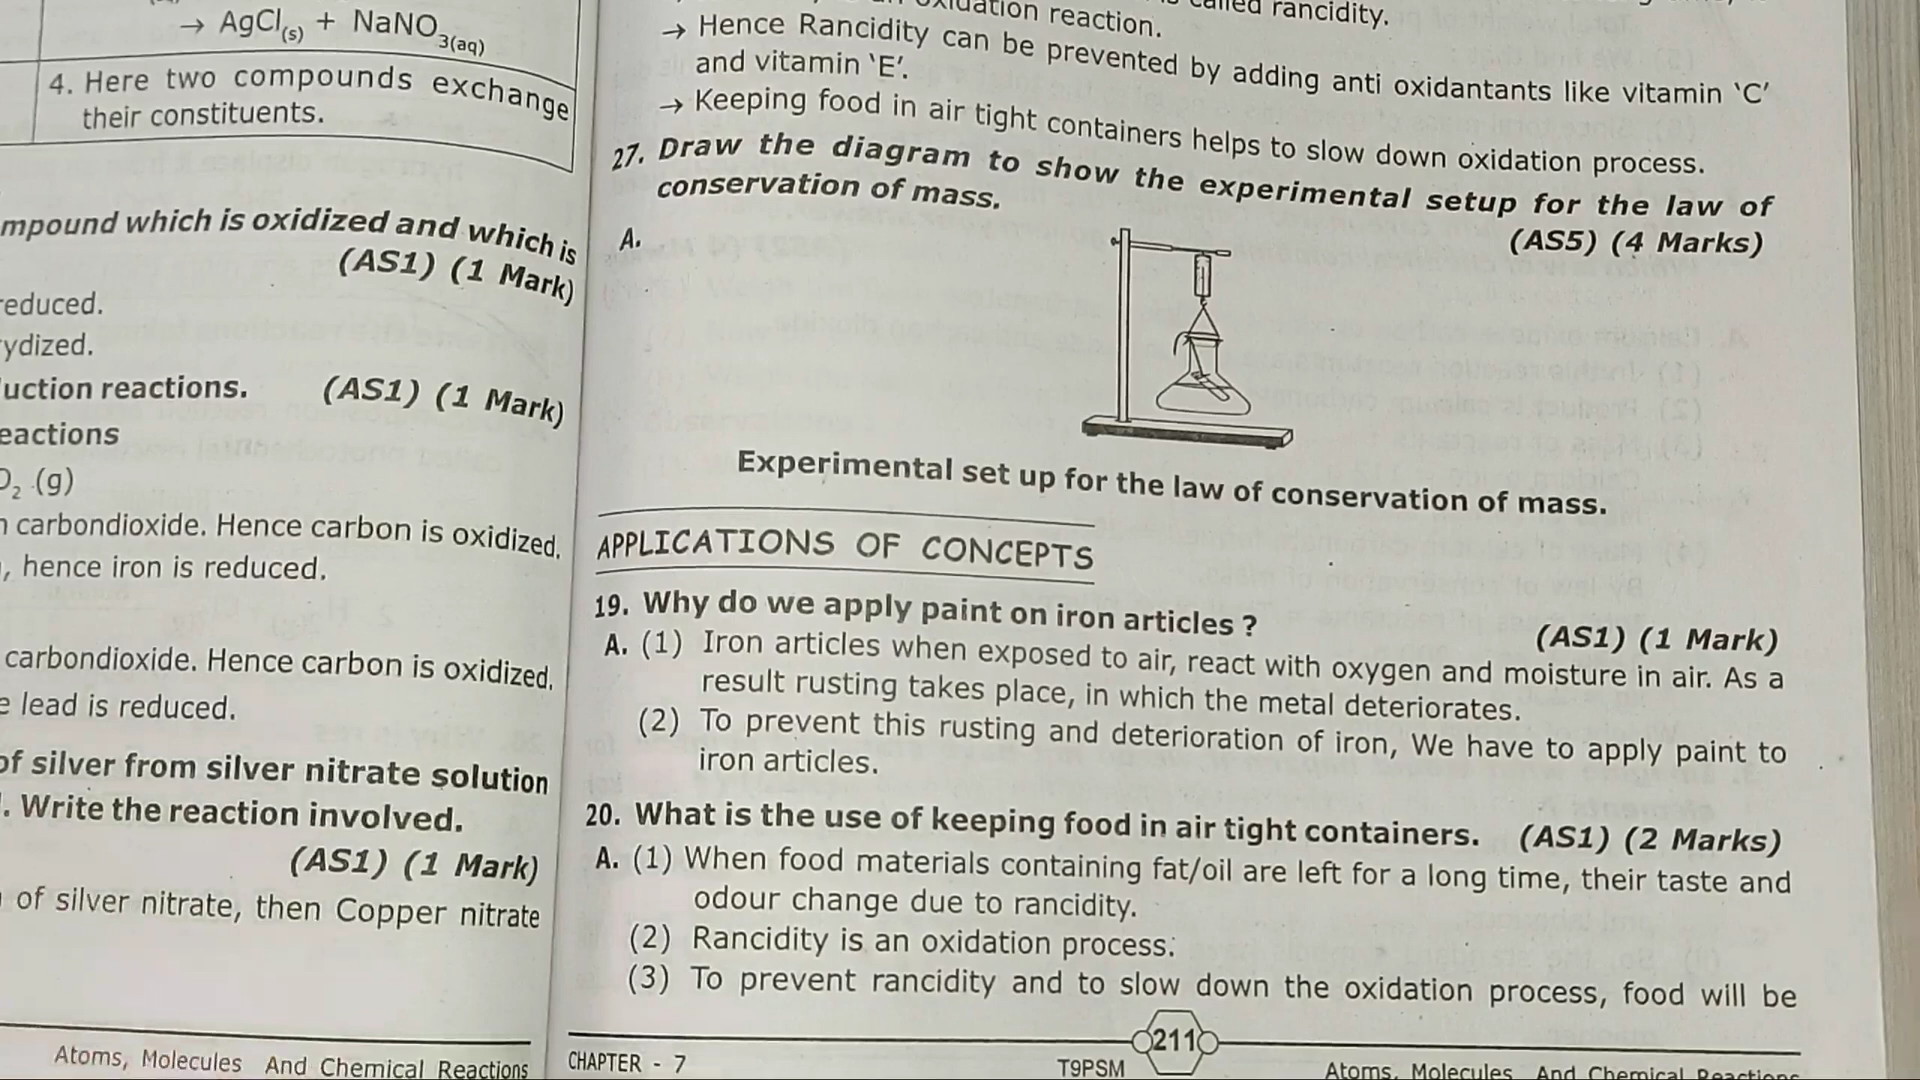 → AgCl(s) + NaNO3(aq)
4. Here two compounds exchange
their constituents.
mpound which is oxidized and which is
(AS1) (1 Mark)
reduced.
ydized.
uction reactions. (AS1) (1 Mark)
eactions
O2 (g)
n carbondioxide. Hence carbon is oxidized.
, hence iron is reduced.
carbondioxide. Hence carbon is oxidized.
e lead is reduced.
of silver from silver nitrate solution
. Write the reaction involved.
(AS1) (1 Mark)
of silver nitrate, then Copper nitrate
Atoms, Molecules And Chemical Reactions
oxidation reaction. called rancidity.
→ Hence Rancidity can be prevented by adding anti oxidantants like vitamin 'C'
and vitamin 'E'.
→ Keeping food in air tight containers helps to slow down oxidation process.
27. Draw the diagram to show the experimental setup for the law of
conservation of mass.
(AS5) (4 Marks)
A.
Experimental set up for the law of conservation of mass.
APPLICATIONS OF CONCEPTS
19. Why do we apply paint on iron articles ? (AS1) (1 Mark)
A. (1) Iron articles when exposed to air, react with oxygen and moisture in air. As a
result rusting takes place, in which the metal deteriorates.
(2) To prevent this rusting and deterioration of iron, We have to apply paint to
iron articles.
20. What is the use of keeping food in air tight containers. (AS1) (2 Marks)
A. (1) When food materials containing fat/oil are left for a long time, their taste and
odour change due to rancidity.
(2) Rancidity is an oxidation process.
(3) To prevent rancidity and to slow down the oxidation process, food will be
211
CHAPTER - 7 T9PSM Atoms, Molecules And Chemical Reactions